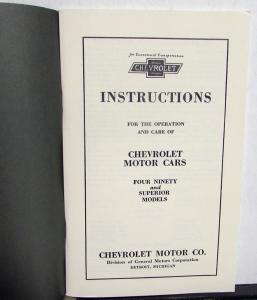 for Economical Transportation
CHEVROLET
INSTRUCTIONS
FOR THE OPERATION
AND CARE OF
CHEVROLET
MOTOR CARS
FOUR NINETY
and
SUPERIOR
MODELS
CHEVROLET MOTOR CO.
Division of General Motors Corporation
DETROIT, MICHIGAN